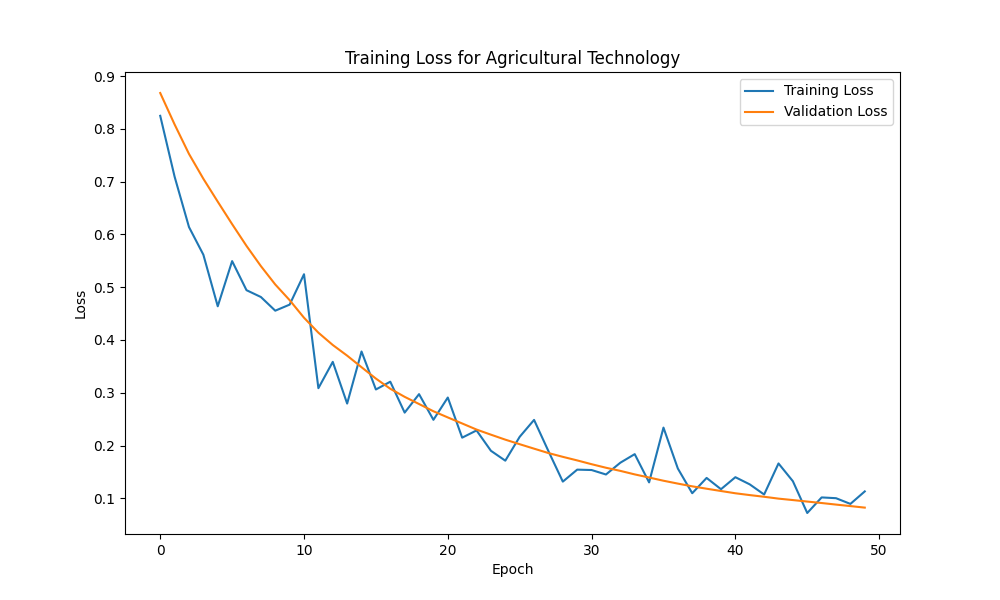 Training Loss for Agricultural Technology
Training Loss
Validation Loss
0.9
0.8
0.7
0.6
0.5
0.4
0.3
0.2
0.1
Loss
0 10 20 30 40 50
Epoch